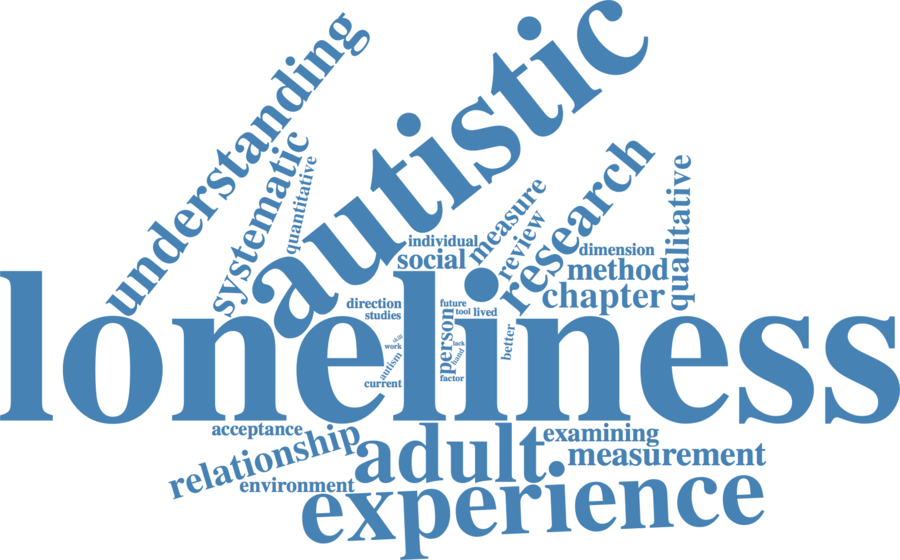 understanding
autistic
systematic
quantitative
individual
social
measure
review
research
dimension
method
chapter
qualitative
loneliness
direction
studies
skill
work
autism
current
future
tool
lived
person
lack
hand
factor
better
acceptance
relationship
environment
adult
examining
measurement
experience